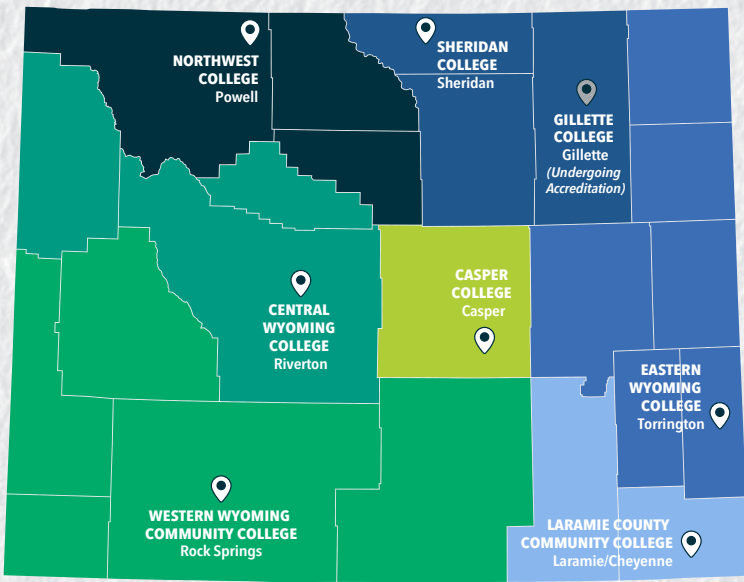 NORTHWEST
COLLEGE
Powell
SHERIDAN
COLLEGE
Sheridan
GILLETTE
COLLEGE
Gillette
(Undergoing
Accreditation)
CENTRAL
WYOMING
COLLEGE
Riverton
CASPER
COLLEGE
Casper
EASTERN
WYOMING
COLLEGE
Torrington
WESTERN WYOMING
COMMUNITY COLLEGE
Rock Springs
LARAMIE COUNTY
COMMUNITY COLLEGE
Laramie/Cheyenne